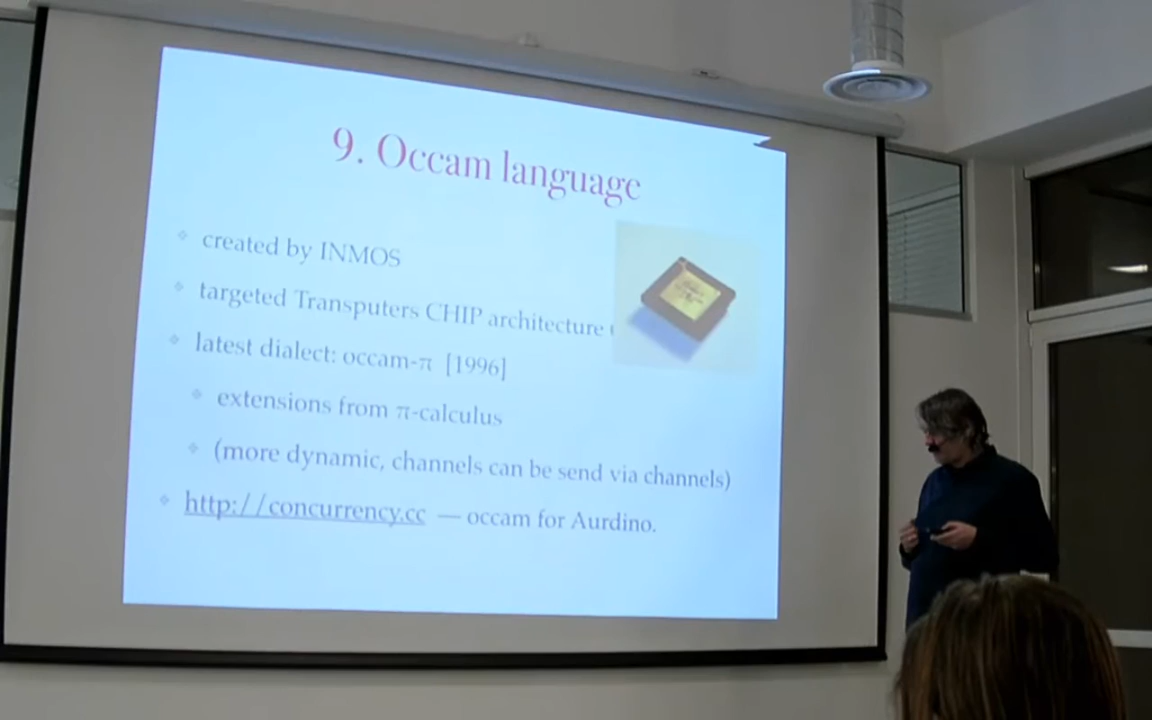 9. Occam language
created by INMOS
targeted Transputers CHIP architecture
latest dialect: occam-π [1996]
extensions from π-calculus
(more dynamic, channels can be send via channels)
http://concurrency.cc — occam for Aurdino.